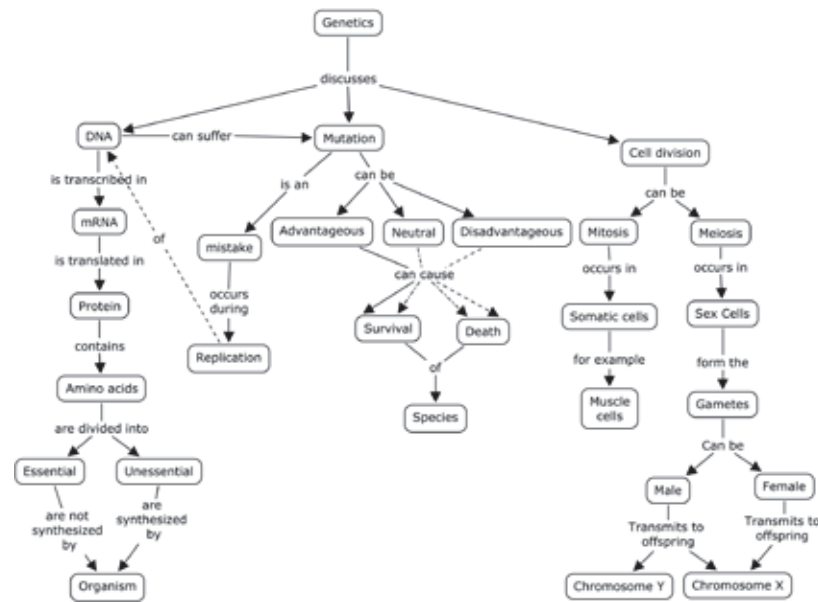 Genetics
discusses
DNA
can suffer
Mutation
Cell division
is transcribed in
is an
can be
can be
mRNA
of
mistake
Advantageous
Neutral
Disadvantageous
Mitosis
Meiosis
is translated in
occurs
during
can cause
occurs in
occurs in
Protein
Replication
Survival
Death
Somatic cells
Sex Cells
contains
of
for example
form the
Amino acids
Species
Muscle
cells
Gametes
are divided into
Can be
Essential
Unessential
Male
Female
are not
synthesized
by
are
synthesized
by
Transmits to
offspring
Transmits to
offspring
Organism
Chromosome Y
Chromosome X